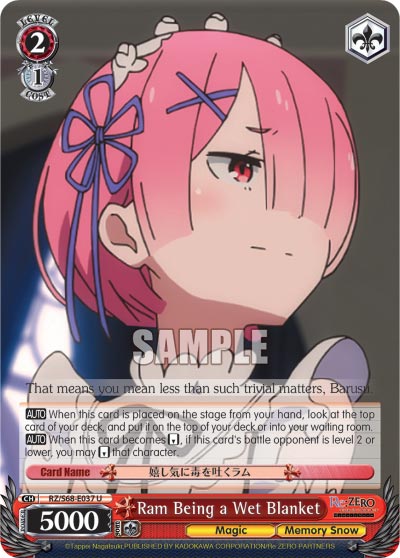 LEVEL
2
1
COST
SAMPLE
That means you mean less than such trivial matters, Barusu.
AUTO When this card is placed on the stage from your hand, look at the top
card of your deck, and put it on the top of your deck or into your waiting room.
AUTO When this card becomes [], if this card's battle opponent is level 2 or
lower, you may [] that character.
Card Name 嬉し気に毒を吐くラム
CH RZ/S68-E037 U
POWER
5000
SOUL
Ram Being a Wet Blanket
Re:ZERO
Magic
Memory Snow
©Tappei Nagatsuki,PUBLISHED BY KADOKAWA CORPORATION/Re:ZERO PARTNERS